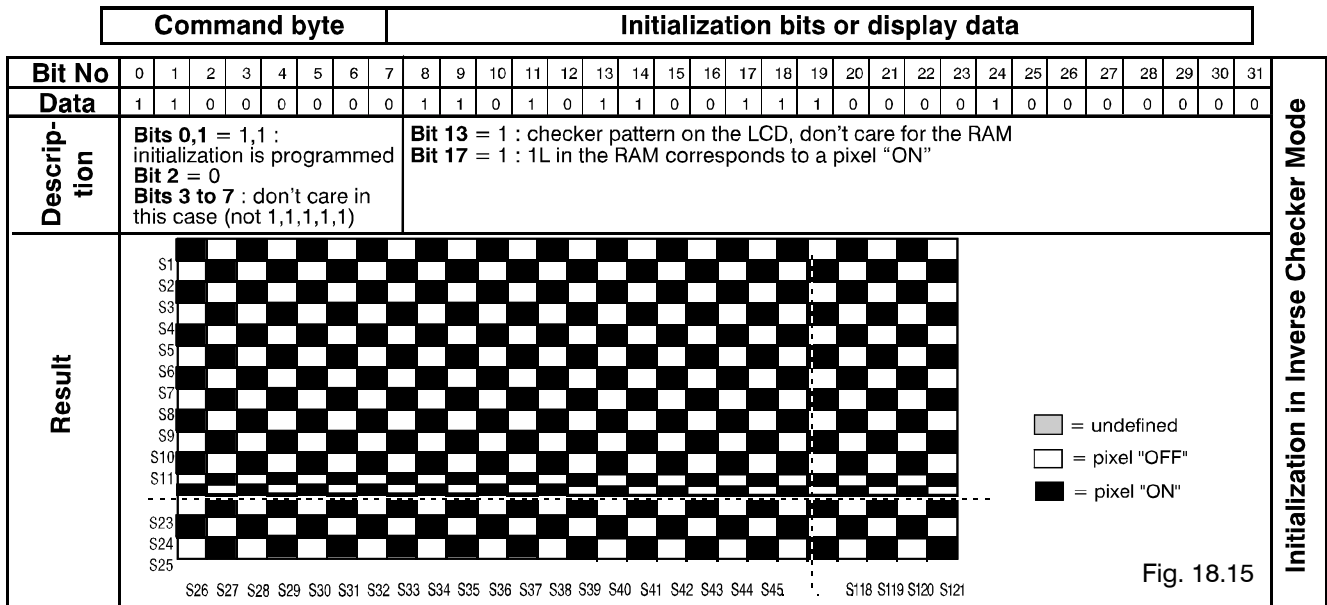 Command byte Initialization bits or display data
Bit No 0 1 2 3 4 5 6 7 8 9 10 11 12 13 14 15 16 17 18 19 20 21 22 23 24 25 26 27 28 29 30 31
Data 1 1 0 0 0 0 0 0 1 1 0 1 0 1 1 0 0 1 1 1 0 0 0 0 1 0 0 0 0 0 0 0
Descrip-
tion
Bits 0,1 = 1,1 :
initialization is programmed
Bit 2 = 0
Bits 3 to 7 : don't care in
this case (not 1,1,1,1,1)
Bit 13 = 1 : checker pattern on the LCD, don't care for the RAM
Bit 17 = 1 : 1L in the RAM corresponds to a pixel "ON"
Result
S1
S2
S3
S4
S5
S6
S7
S8
S9
S10
S11
S23
S24
S25
S26 S27 S28 S29 S30 S31 S32 S33 S34 S35 S36 S37 S38 S39 S40 S41 S42 S43 S44 S45 S118 S119 S120 S121
= undefined
= pixel "OFF"
= pixel "ON"
Fig. 18.15
Initialization in Inverse Checker Mode